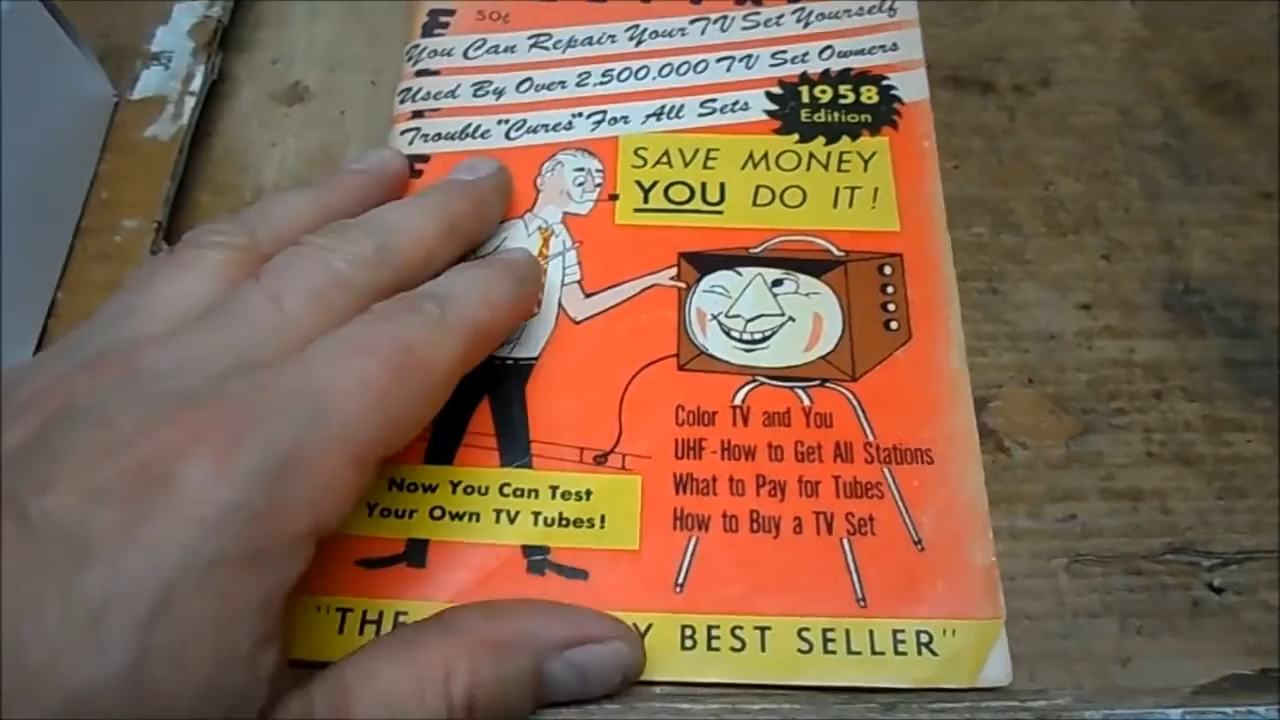 50¢
You Can Repair Your TV Set Yourself
Used By Over 2,500,000 TV Set Owners
Trouble "Cures" For All Sets
1958
Edition
SAVE MONEY
YOU DO IT!
Color TV and You
UHF-How to Get All Stations
What to Pay for Tubes
How to Buy a TV Set
Now You Can Test
Your Own TV Tubes!
"THE BEST SELLER"